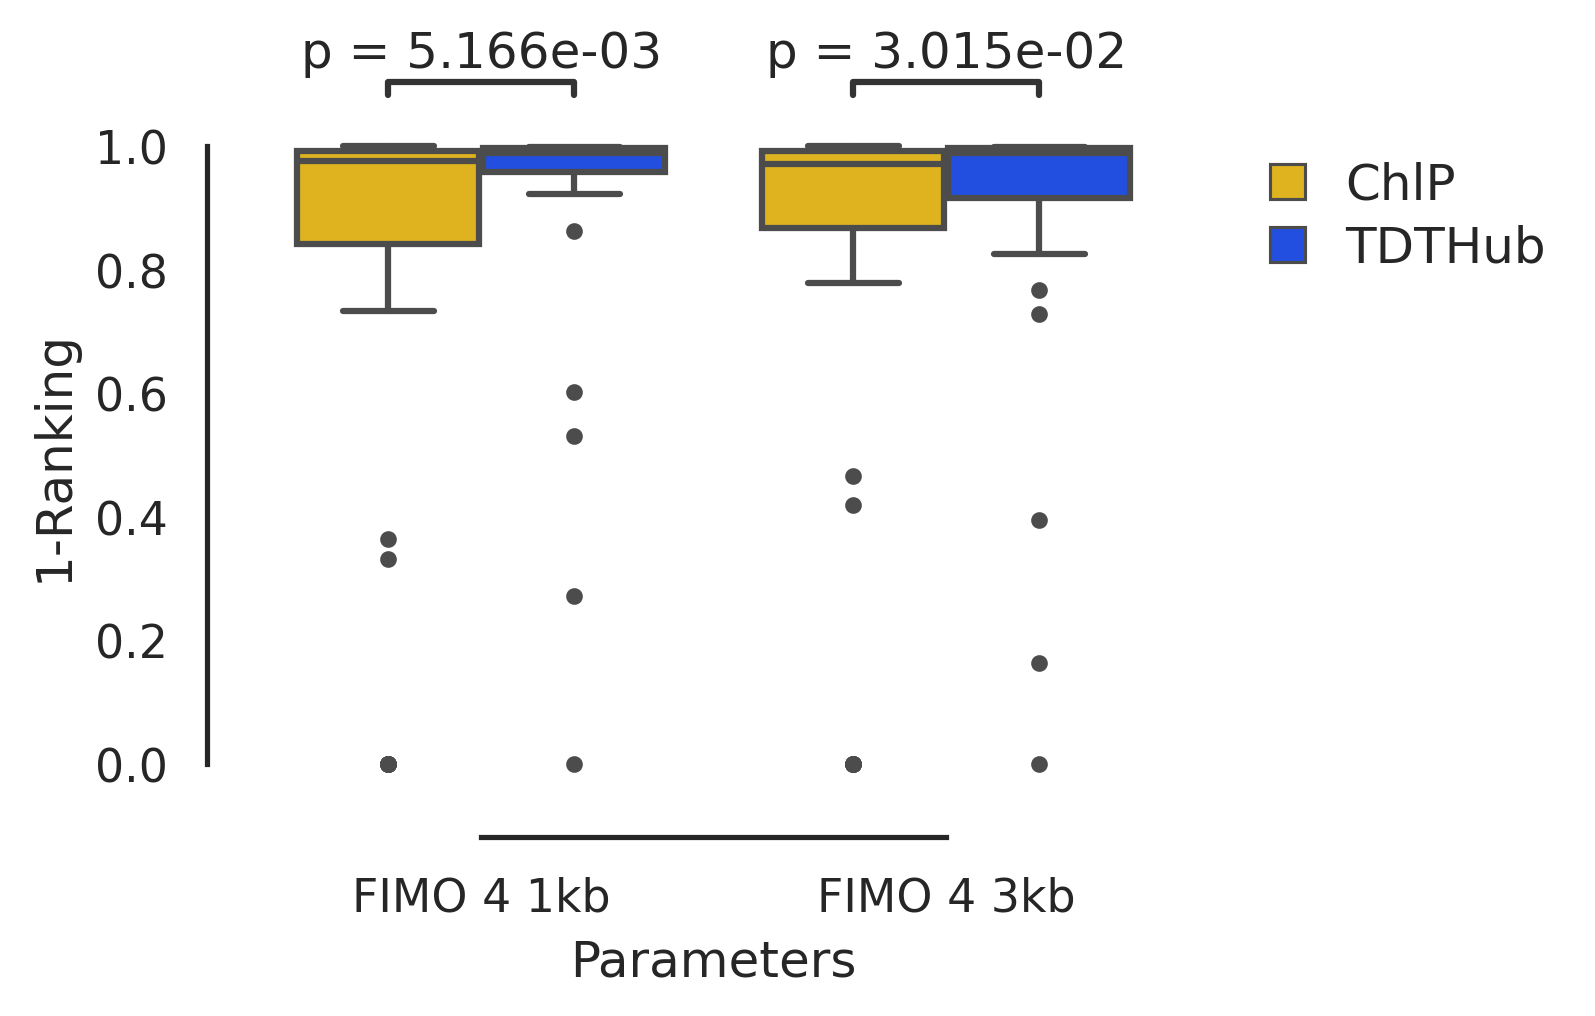 p = 5.166e-03 p = 3.015e-02
1.0
0.8
0.6
0.4
0.2
0.0
1-Ranking
ChIP
TDTHub
FIMO 4 1kb FIMO 4 3kb
Parameters